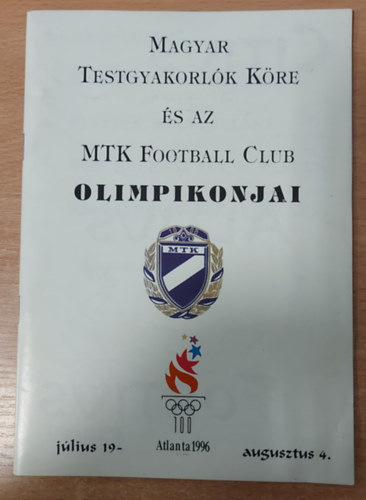 Magyar
Testgyakorlók Köre
és az
MTK Football Club
OLIMPIKONJAI
MTK
100
július 19-
Atlanta 1996
augusztus 4.